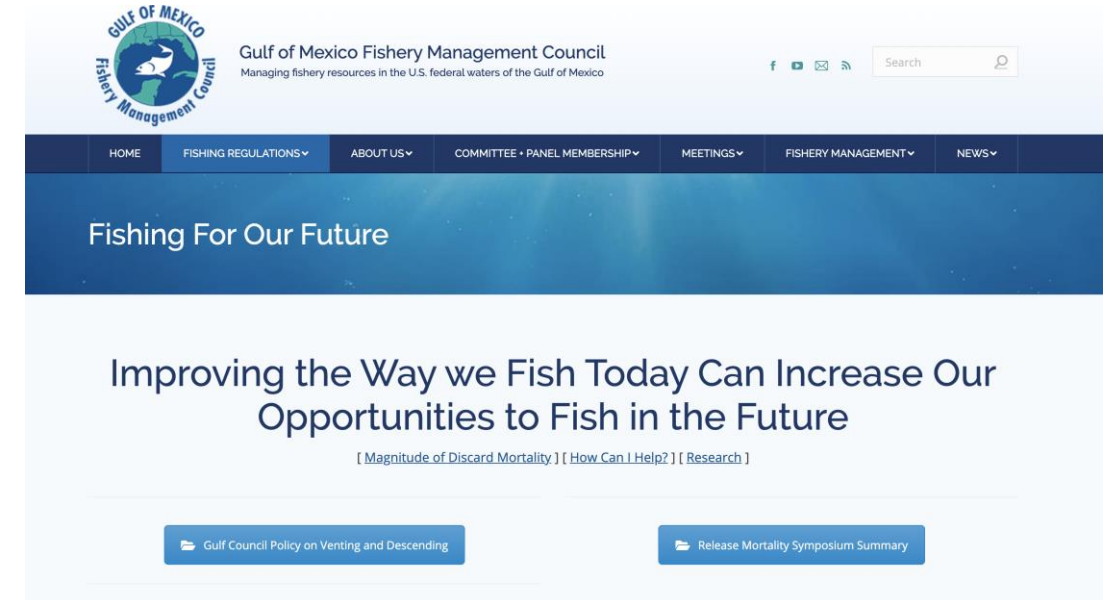 GULF OF MEXICO
Fishery Management Council
Gulf of Mexico Fishery Management Council
Managing fishery resources in the U.S. federal waters of the Gulf of Mexico
Search
HOME FISHING REGULATIONS ABOUT US COMMITTEE + PANEL MEMBERSHIP MEETINGS FISHERY MANAGEMENT NEWS
Fishing For Our Future
Improving the Way we Fish Today Can Increase Our
Opportunities to Fish in the Future
[ Magnitude of Discard Mortality ] [ How Can I Help? ] [ Research ]
Gulf Council Policy on Venting and Descending
Release Mortality Symposium Summary